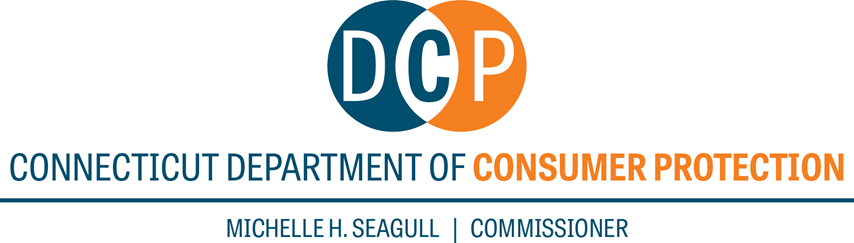 DCP
CONNECTICUT DEPARTMENT OF CONSUMER PROTECTION
MICHELLE H. SEAGULL | COMMISSIONER